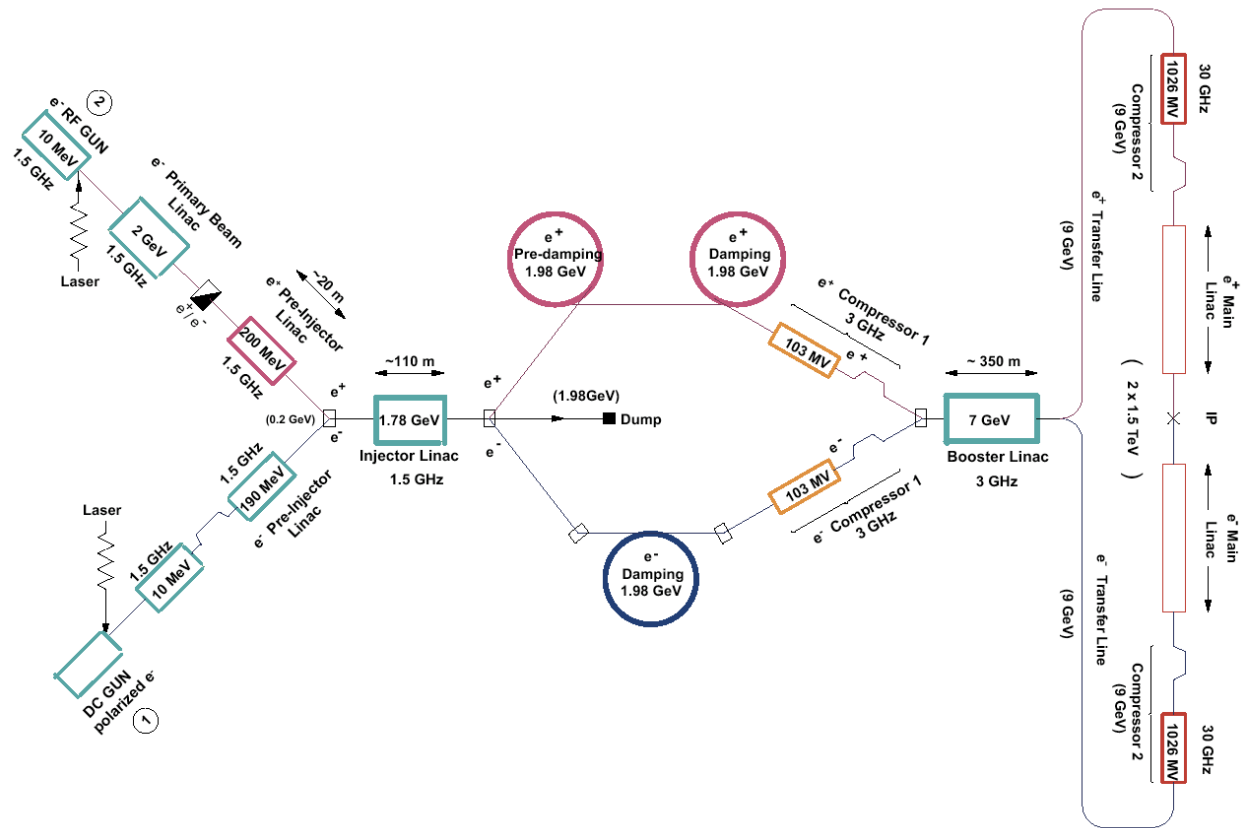 2
e⁻ RF GUN
10 MeV
1.5 GHz
Laser
e⁻ Primary Beam
Linac
2 GeV
1.5 GHz
e⁺/e⁻
~20 m
e⁺ Pre-Injector
Linac
200 MeV
1.5 GHz
e⁺
(0.2 GeV)
e⁻
1.5 GHz
190 MeV
e⁻ Pre-Injector
Linac
Laser
1.5 GHz
10 MeV
DC GUN
polarized e⁻
1
~110 m
1.78 GeV
Injector Linac
1.5 GHz
e⁺
e⁻
(1.98GeV)
Dump
e⁺
Pre-damping
1.98 GeV
e⁺
Damping
1.98 GeV
e⁻
Damping
1.98 GeV
e⁺ Compressor 1
3 GHz
103 MV
e⁺
103 MV
e⁻
e⁻ Compressor 1
3 GHz
~ 350 m
7 GeV
Booster Linac
3 GHz
e⁺ Transfer Line
(9 GeV)
e⁻ Transfer Line
(9 GeV)
1026 MV
30 GHz
Compressor 2
(9 GeV)
e⁺ Main
Linac
IP
( 2 x 1.5 TeV )
e⁻ Main
Linac
Compressor 2
(9 GeV)
1026 MV
30 GHz